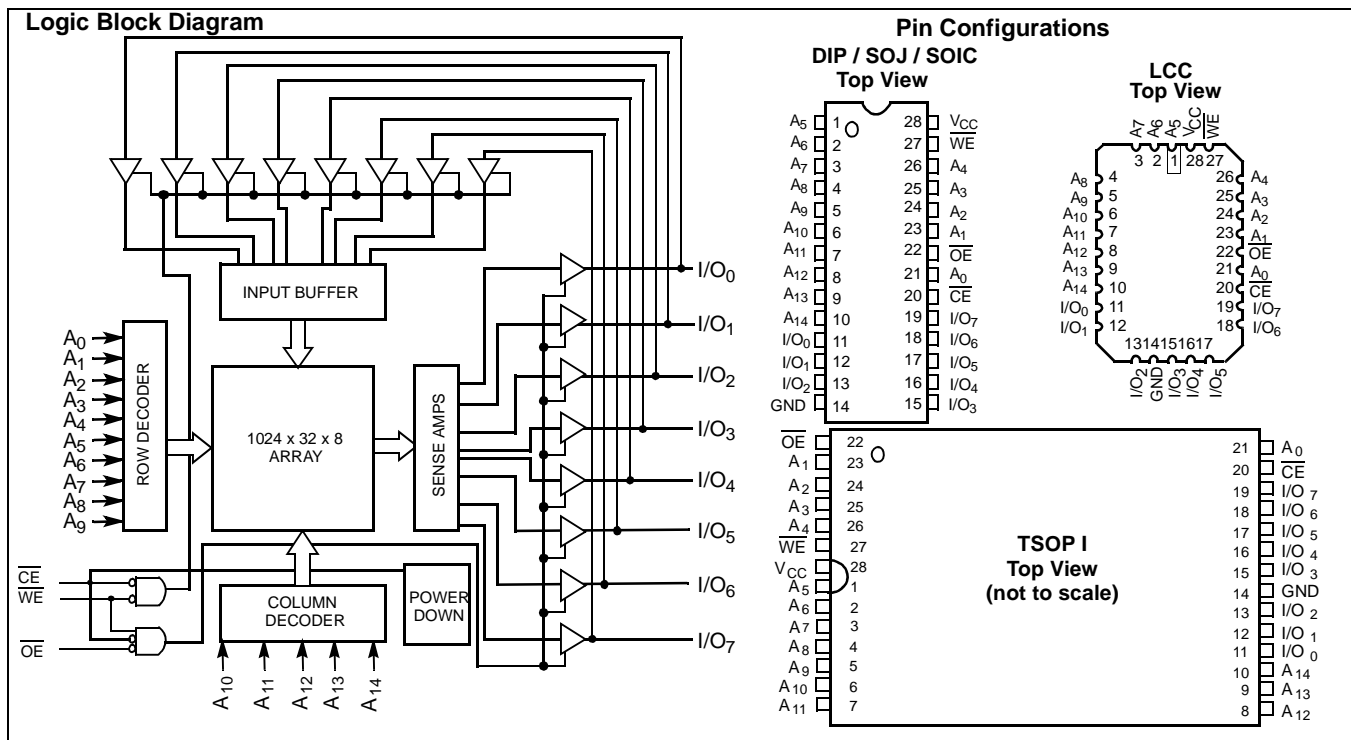 Logic Block Diagram
INPUT BUFFER
A0
A1
A2
A3
A4
A5
A6
A7
A8
A9
ROW DECODER
1024 x 32 x 8
ARRAY
SENSE AMPS
I/O0
I/O1
I/O2
I/O3
I/O4
I/O5
I/O6
I/O7
CE
WE
OE
COLUMN
DECODER
POWER
DOWN
A10
A11
A12
A13
A14
Pin Configurations
DIP / SOJ / SOIC
Top View
A5 1 28 VCC
A6 2 27 WE
A7 3 26 A4
A8 4 25 A3
A9 5 24 A2
A10 6 23 A1
A11 7 22 OE
A12 8 21 A0
A13 9 20 CE
A14 10 19 I/O7
I/O0 11 18 I/O6
I/O1 12 17 I/O5
I/O2 13 16 I/O4
GND 14 15 I/O3
LCC
Top View
A7 A6 A5 VCC WE
3 2 1 28 27
A8 4 26 A4
A9 5 25 A3
A10 6 24 A2
A11 7 23 A1
A12 8 22 OE
A13 9 21 A0
A14 10 20 CE
I/O0 11 19 I/O7
I/O1 12 18 I/O6
13 14 15 16 17
I/O2 GND I/O3 I/O4 I/O5
OE 22 21 A0
A1 23 20 CE
A2 24 19 I/O7
A3 25 18 I/O6
A4 26 17 I/O5
WE 27 16 I/O4
VCC 28 15 I/O3
A5 1 14 GND
A6 2 13 I/O2
A7 3 12 I/O1
A8 4 11 I/O0
A9 5 10 A14
A10 6 9 A13
A11 7 8 A12
TSOP I
Top View
(not to scale)